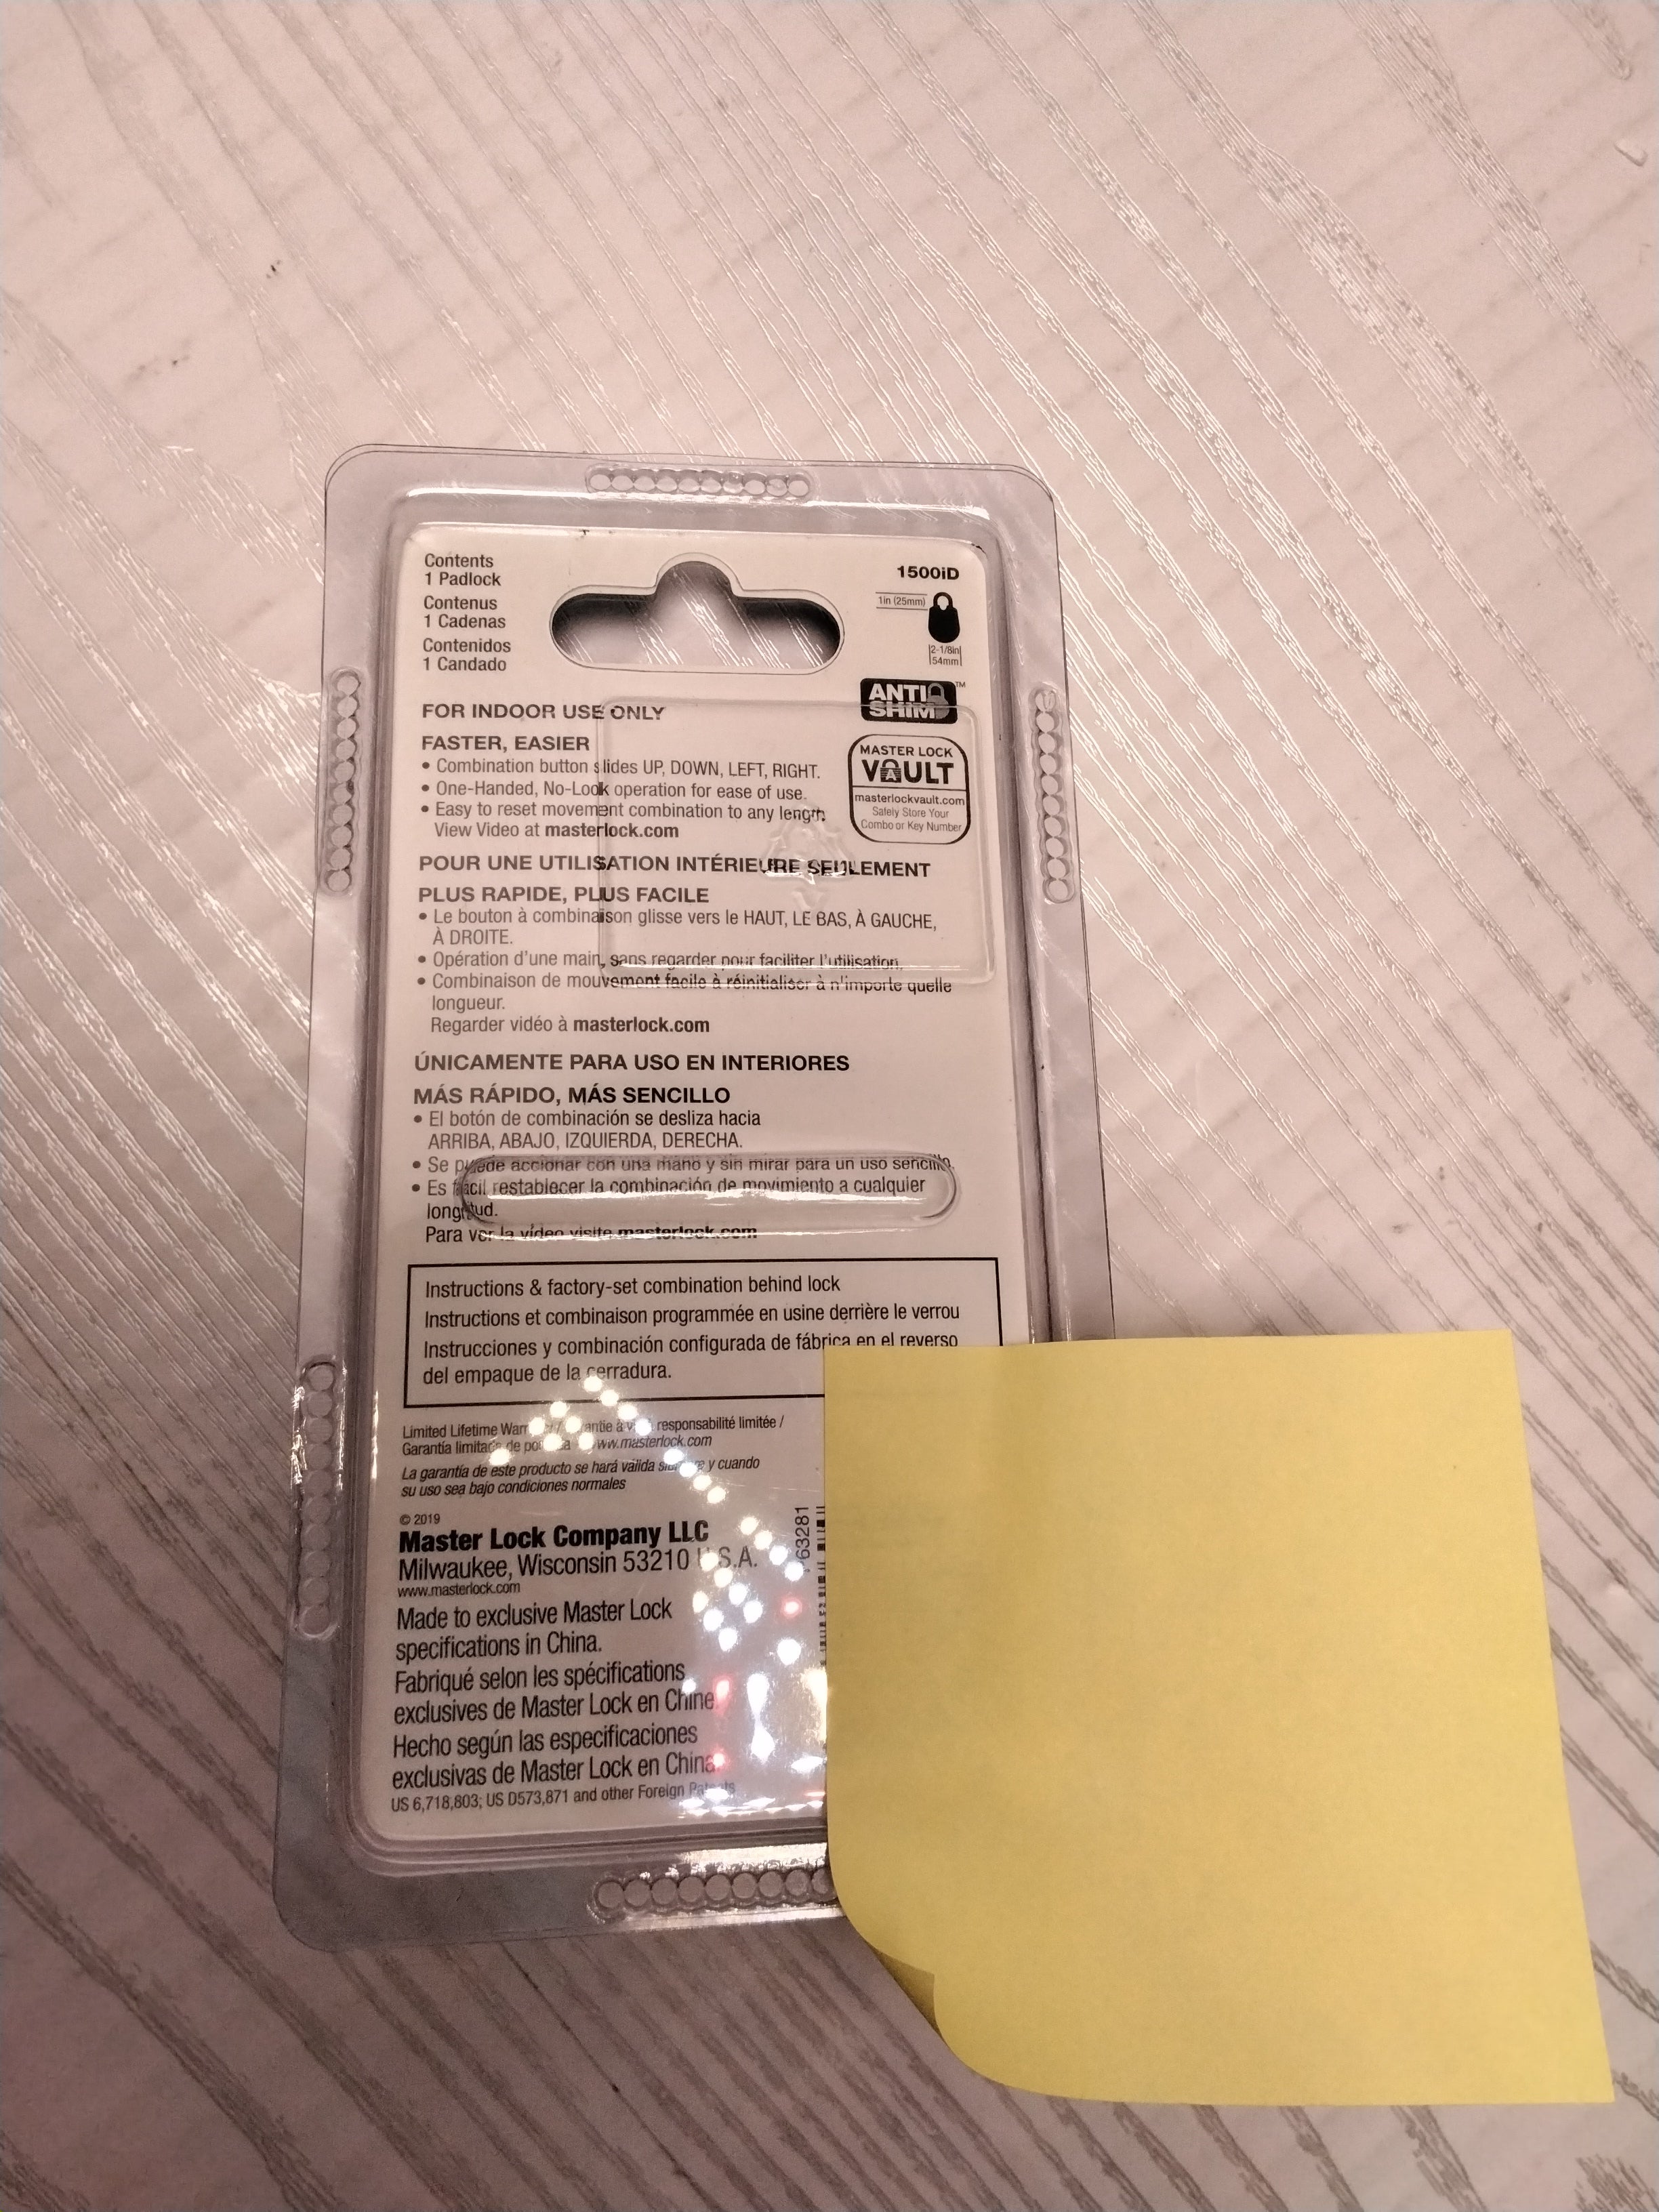 Contents
1 Padlock
Contenus
1 Cadenas
Contenidos
1 Candado
1500iD
1in (25mm)
2-1/8in
54mm
ANTI SHIM™
MASTER LOCK
VAULT
masterlockvault.com
Safely Store Your
Combo or Key Number
FOR INDOOR USE ONLY
FASTER, EASIER
• Combination button slides UP, DOWN, LEFT, RIGHT.
• One-Handed, No-Look operation for ease of use.
• Easy to reset movement combination to any length.
View Video at masterlock.com
POUR UNE UTILISATION INTÉRIEURE SEULEMENT
PLUS RAPIDE, PLUS FACILE
• Le bouton à combinaison glisse vers le HAUT, LE BAS, À GAUCHE,
À DROITE.
• Opération d'une main, sans regarder pour faciliter l'utilisation.
• Combinaison de mouvement facile à réinitialiser à n'importe quelle
longueur.
Regarder vidéo à masterlock.com
ÚNICAMENTE PARA USO EN INTERIORES
MÁS RÁPIDO, MÁS SENCILLO
• El botón de combinación se desliza hacia
ARRIBA, ABAJO, IZQUIERDA, DERECHA.
• Se puede accionar con una mano y sin mirar para un uso sencillo.
• Es fácil restablecer la combinación de movimiento a cualquier
longitud.
Para ver la video visite masterlock.com
Instructions & factory-set combination behind lock
Instructions et combinaison programmée en usine derrière le verrou
Instrucciones y combinación configurada de fábrica en el reverso
del empaque de la cerradura.
Limited Lifetime à responsabilité limitée /
Garantía limitada de www.masterlock.com
La garantía de este producto se hará válida siempre y cuando
su uso sea bajo condiciones normales
© 2019
Master Lock Company LLC
Milwaukee, Wisconsin 53210 U.S.A.
www.masterlock.com
Made to exclusive Master Lock
specifications in China.
Fabriqué selon les spécifications
exclusives de Master Lock en Chine
Hecho según las especificaciones
exclusivas de Master Lock en China
US 6,718,803; US D573,871 and other Foreign Patents
63281